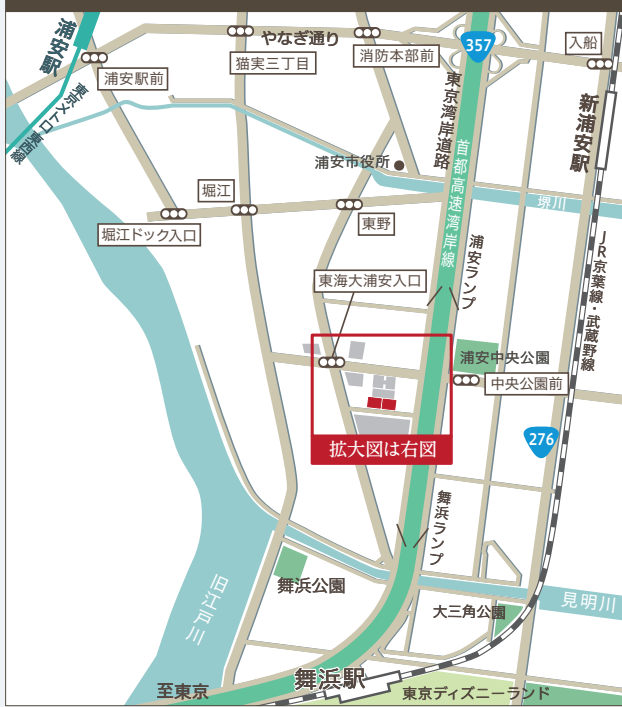 浦安駅
やなぎ通り
357
入船
浦安駅前
猫実三丁目
消防本部前
東京メトロ東西線
東京湾岸道路
首都高速湾岸線
新浦安駅
浦安市役所
堀江
境川
堀江ドック入口
東野
浦安ランプ
JR京葉線・武蔵野線
東海大浦安入口
浦安中央公園
中央公園前
拡大図は右図
276
舞浜ランプ
旧江戸川
舞浜公園
見明川
大三角公園
舞浜駅
至東京
東京ディズニーランド